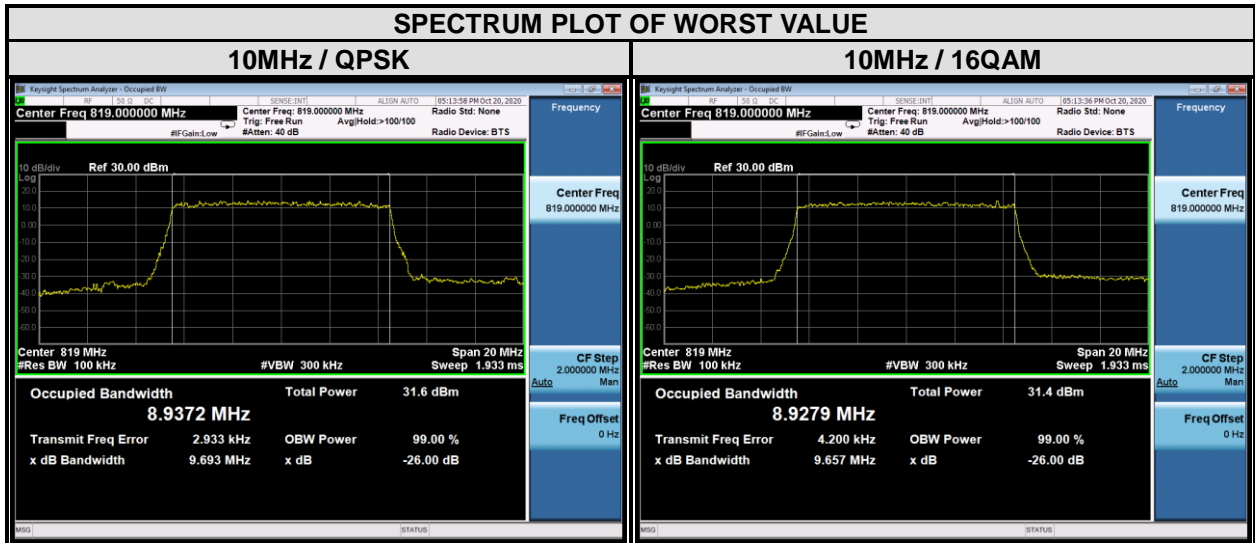 SPECTRUM PLOT OF WORST VALUE
10MHz / QPSK
10MHz / 16QAM
Keysight Spectrum Analyzer - Occupied BW
RF 50 Ω DC SENSE:INT ALIGN AUTO 05:13:58 PM Oct 20, 2020
Center Freq 819.000000 MHz
Center Freq: 819.000000 MHz
Radio Std: None
Trig: Free Run Avg|Hold:>100/100
#IFGain:Low #Atten: 40 dB Radio Device: BTS
10 dB/div Ref 30.00 dBm
Log
20.0
10.0
0.00
-10.0
-20.0
-30.0
-40.0
-50.0
-60.0
Center 819 MHz Span 20 MHz
#Res BW 100 kHz #VBW 300 kHz Sweep 1.933 ms
Occupied Bandwidth Total Power 31.6 dBm
8.9372 MHz
Transmit Freq Error 2.933 kHz OBW Power 99.00 %
x dB Bandwidth 9.693 MHz x dB -26.00 dB
MSG STATUS
Frequency
Center Freq
819.000000 MHz
CF Step
2.000000 MHz
Auto Man
Freq Offset
0 Hz
Keysight Spectrum Analyzer - Occupied BW
RF 50 Ω DC SENSE:INT ALIGN AUTO 05:13:36 PM Oct 20, 2020
Center Freq 819.000000 MHz
Center Freq: 819.000000 MHz
Radio Std: None
Trig: Free Run Avg|Hold:>100/100
#IFGain:Low #Atten: 40 dB Radio Device: BTS
10 dB/div Ref 30.00 dBm
Log
20.0
10.0
0.00
-10.0
-20.0
-30.0
-40.0
-50.0
-60.0
Center 819 MHz Span 20 MHz
#Res BW 100 kHz #VBW 300 kHz Sweep 1.933 ms
Occupied Bandwidth Total Power 31.4 dBm
8.9279 MHz
Transmit Freq Error 4.200 kHz OBW Power 99.00 %
x dB Bandwidth 9.657 MHz x dB -26.00 dB
MSG STATUS
Frequency
Center Freq
819.000000 MHz
CF Step
2.000000 MHz
Auto Man
Freq Offset
0 Hz